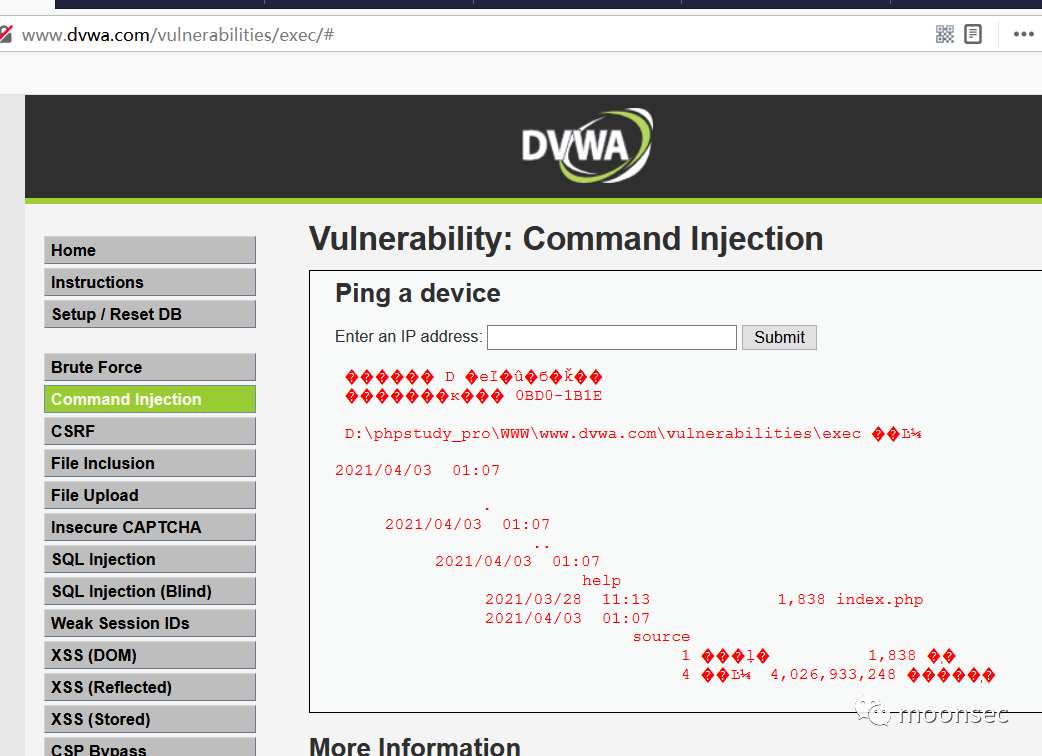 www.dvwa.com/vulnerabilities/exec/#
DVWA
Home
Instructions
Setup / Reset DB
Brute Force
Command Injection
CSRF
File Inclusion
File Upload
Insecure CAPTCHA
SQL Injection
SQL Injection (Blind)
Weak Session IDs
XSS (DOM)
XSS (Reflected)
XSS (Stored)
CSP Bypass
Vulnerability: Command Injection
Ping a device
Enter an IP address: Submit
������ D �eI�û�б�ǩ��
�������к��� 0BD0-1B1E
D:\phpstudy_pro\WWW\www.dvwa.com\vulnerabilities\exec ��Ŀ¼
2021/04/03 01:07
.
2021/04/03 01:07
..
2021/04/03 01:07
help
2021/03/28 11:13 1,838 index.php
2021/04/03 01:07
source
1 ���ļ� 1,838 �ֽ�
4 ��Ŀ¼ 4,026,933,248 �����ֽ�
More Information
moonsec